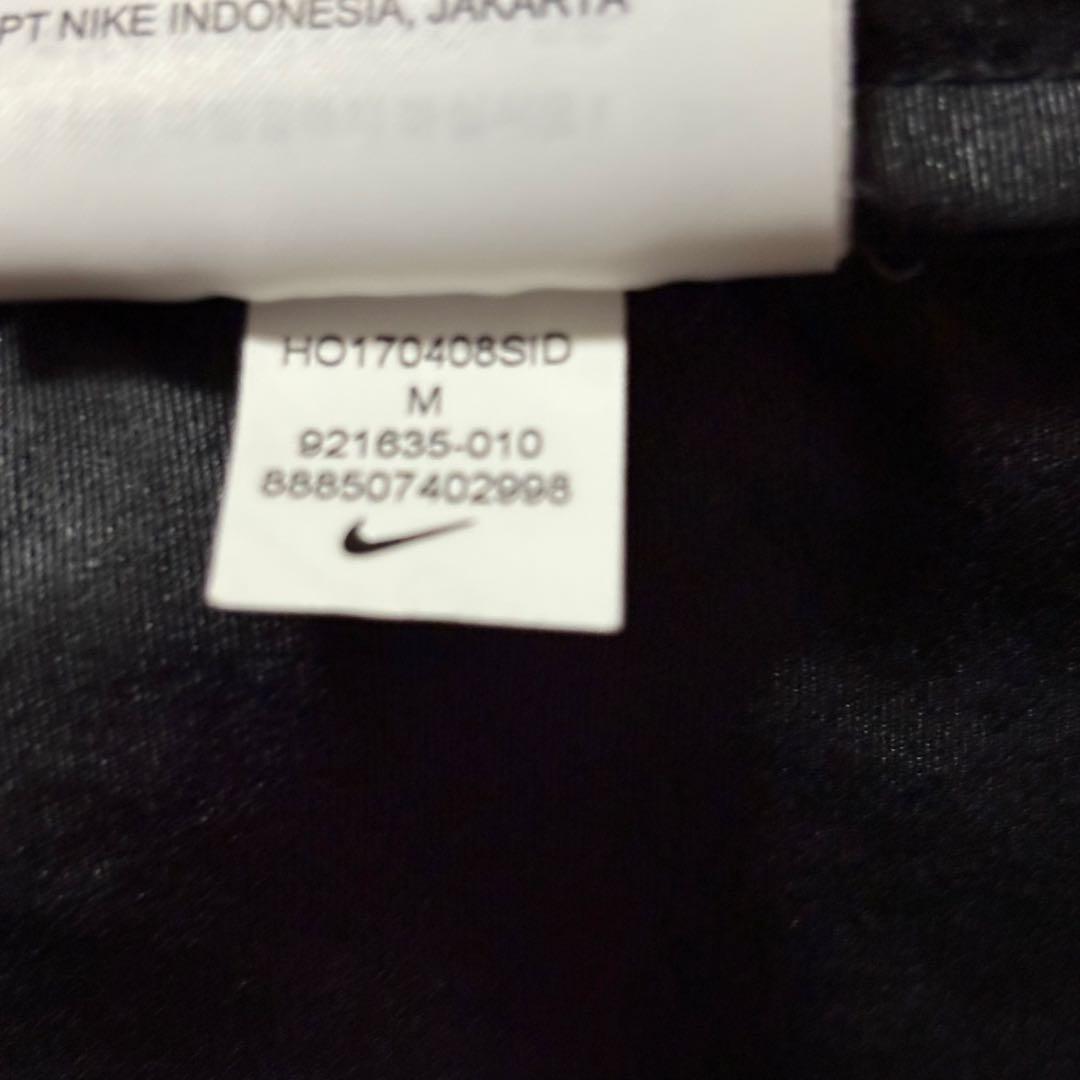 PT NIKE INDONESIA, JAKARTA
HO170408SID
M
921635-010
888507402998